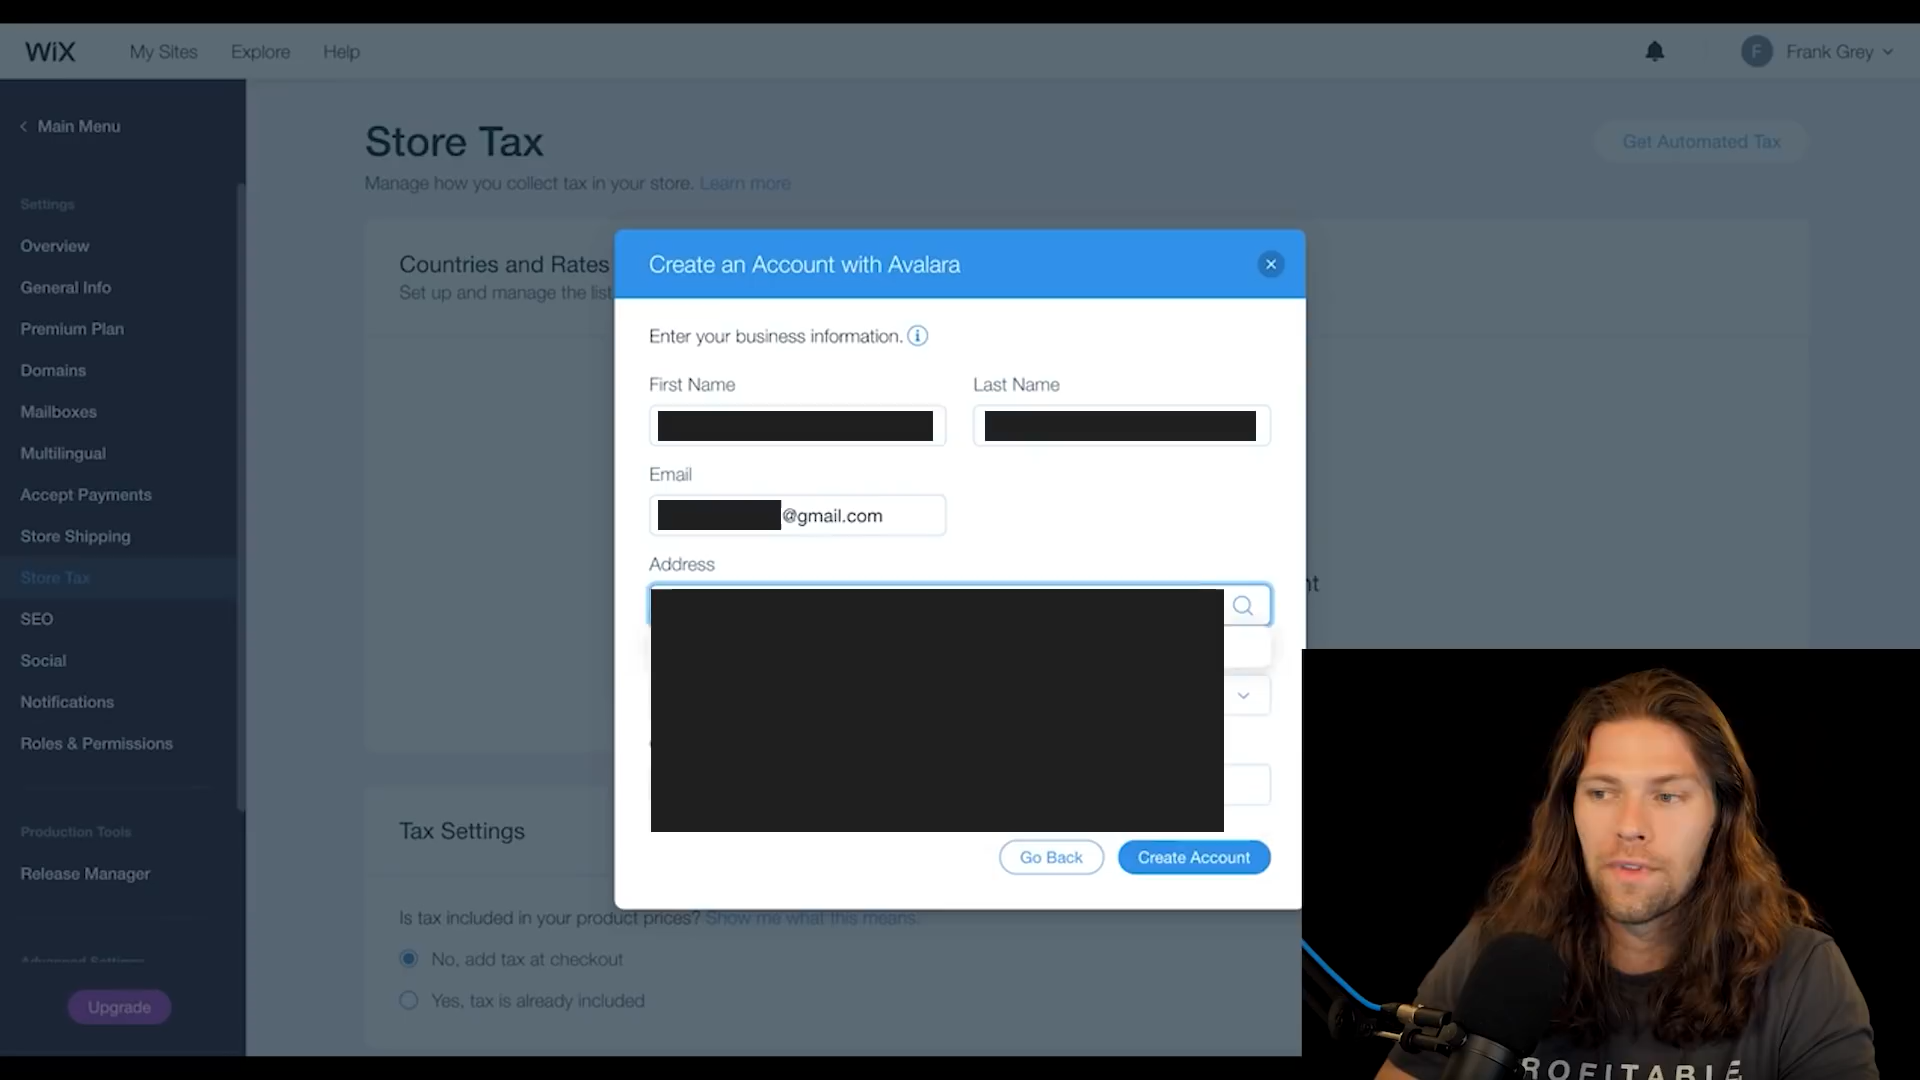 WiX
My Sites
Explore
Help
F
Frank Grey
Main Menu
Settings
Overview
General Info
Premium Plan
Domains
Mailboxes
Multilingual
Accept Payments
Store Shipping
Store Tax
SEO
Social
Notifications
Roles & Permissions
Production Tools
Release Manager
Advanced Settings
Upgrade
Store Tax
Get Automated Tax
Manage how you collect tax in your store. Learn more
Countries and Rates
Set up and manage the list
Create an Account with Avalara
Enter your business information.
First Name
Last Name
Email
@gmail.com
Address
nt
Go Back
Create Account
Tax Settings
Is tax included in your product prices? Show me what this means.
No, add tax at checkout
Yes, tax is already included
ROFITABLE